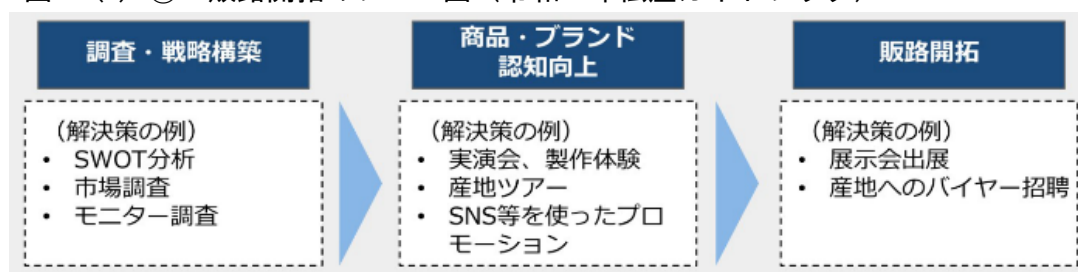 調査・戦略構築
(解決策の例)
• SWOT分析
• 市場調査
• モニター調査
商品・ブランド
認知向上
(解決策の例)
• 実演会、製作体験
• 産地ツアー
• SNS等を使ったプロ
モーション
販路開拓
(解決策の例)
• 展示会出展
• 産地へのバイヤー招聘